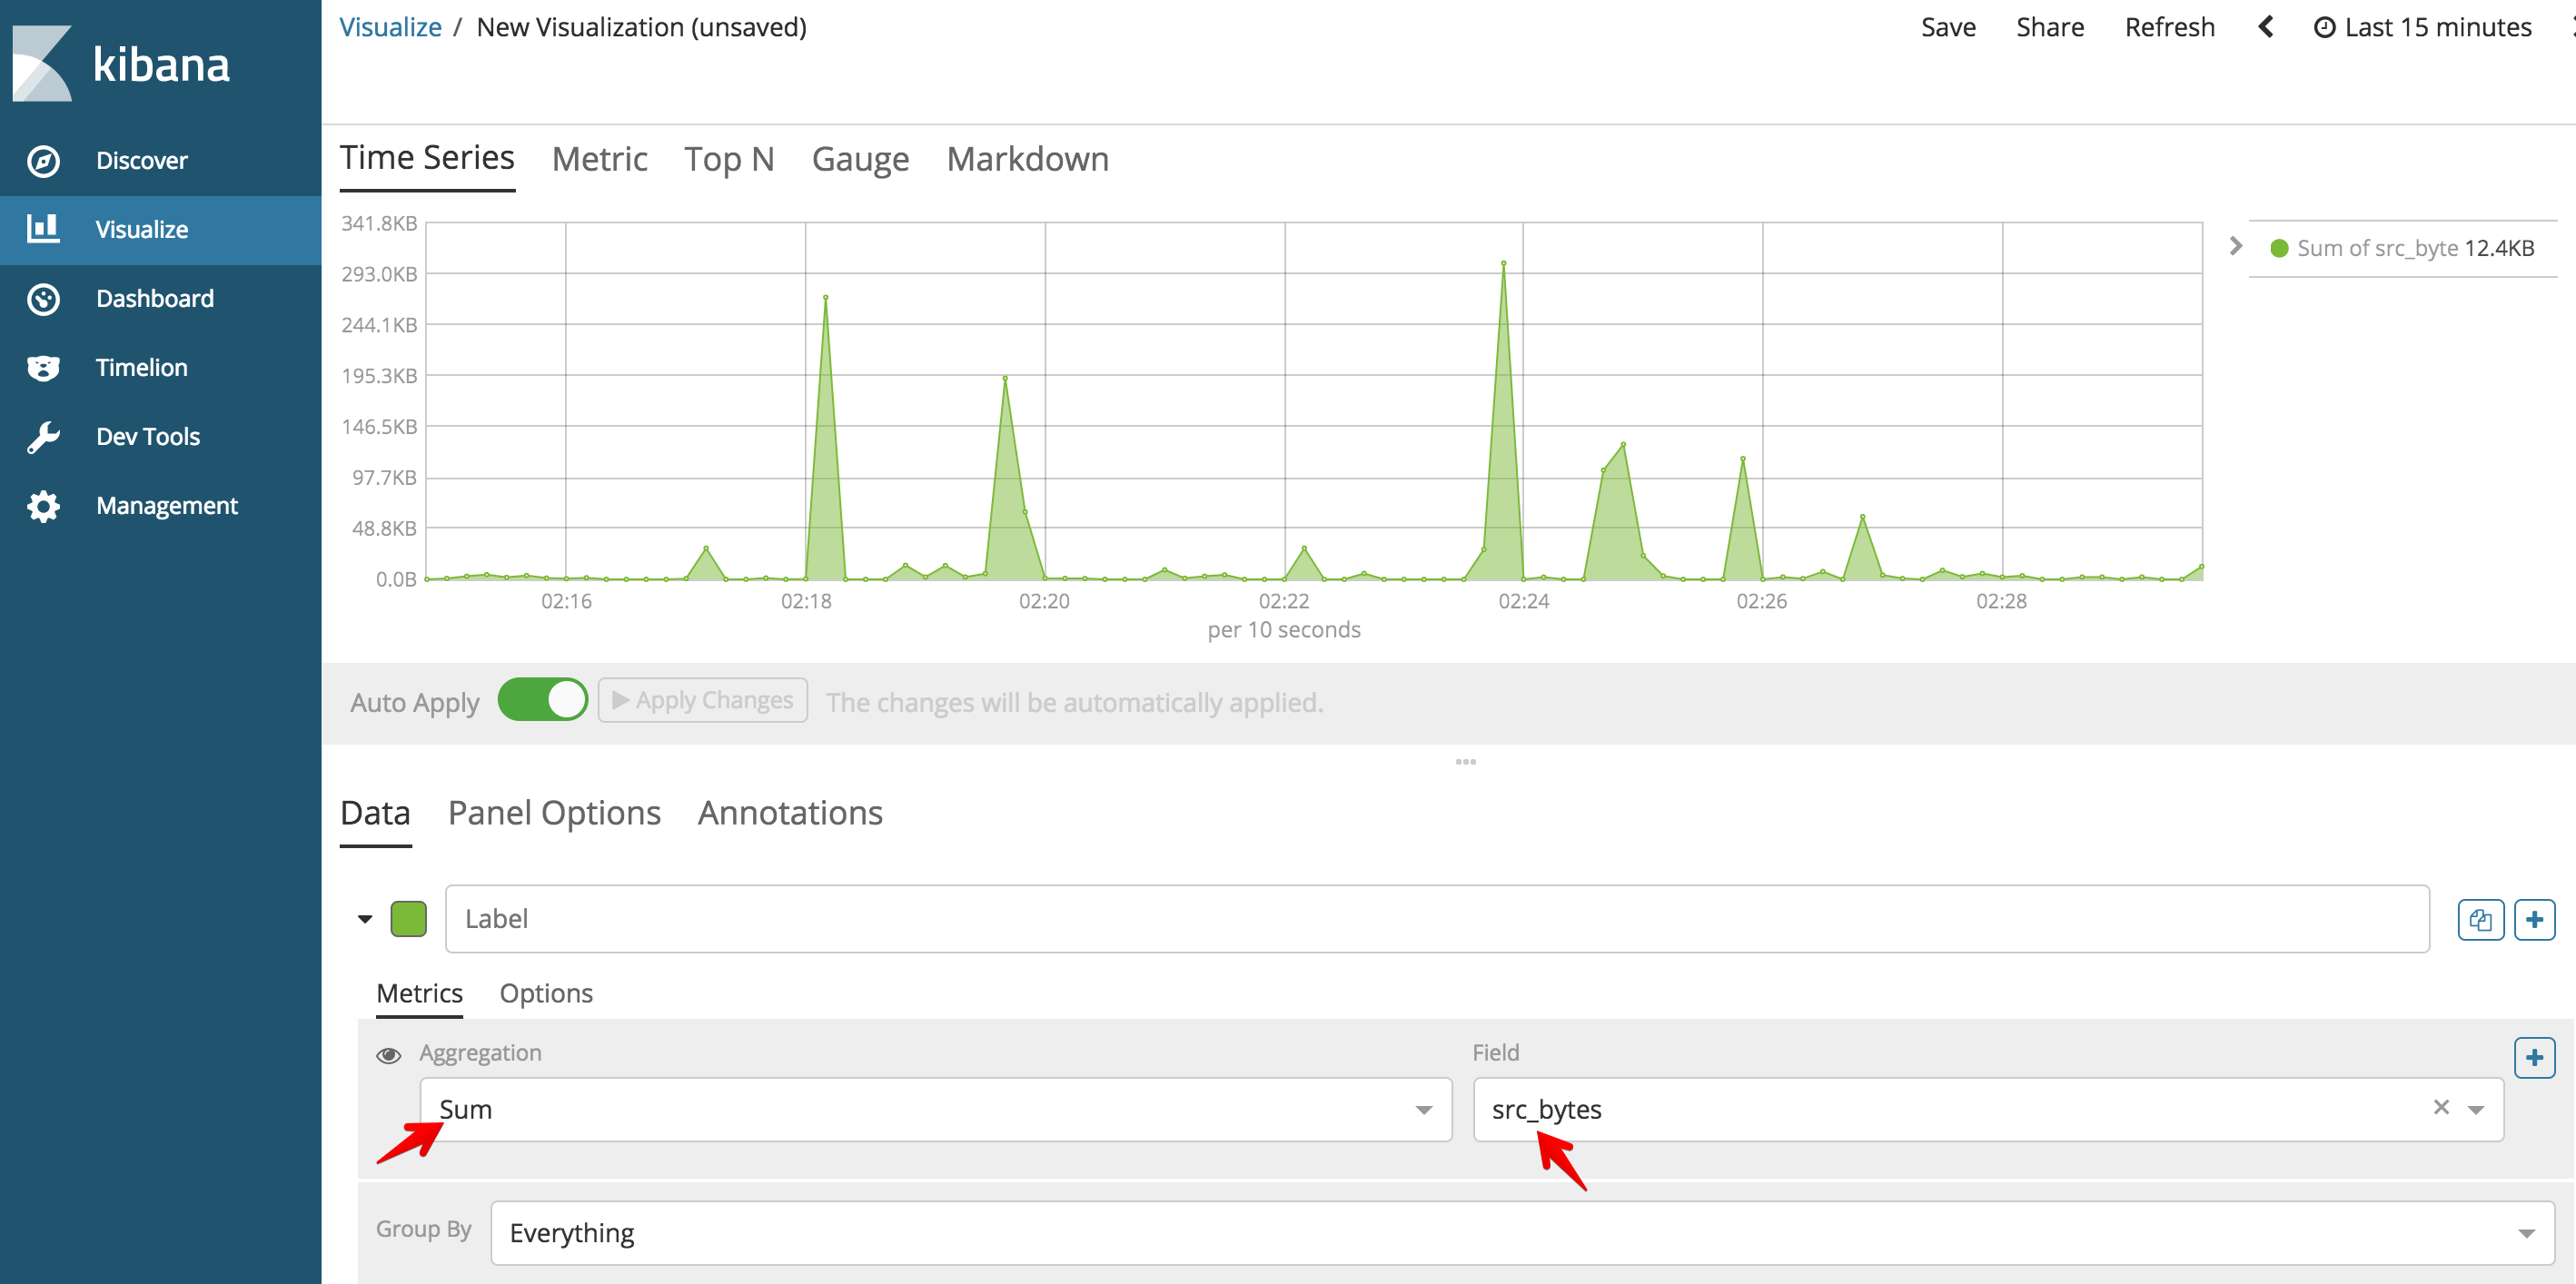 kibana
Discover
Visualize
Dashboard
Timelion
Dev Tools
Management
Visualize / New Visualization (unsaved)
Save Share Refresh Last 15 minutes
Time Series Metric Top N Gauge Markdown
341.8KB
293.0KB
244.1KB
195.3KB
146.5KB
97.7KB
48.8KB
0.0B
02:16 02:18 02:20 02:22 02:24 02:26 02:28
per 10 seconds
Sum of src_byte 12.4KB
Auto Apply Apply Changes The changes will be automatically applied.
Data Panel Options Annotations
Label
Metrics Options
Aggregation Field
Sum src_bytes
Group By Everything